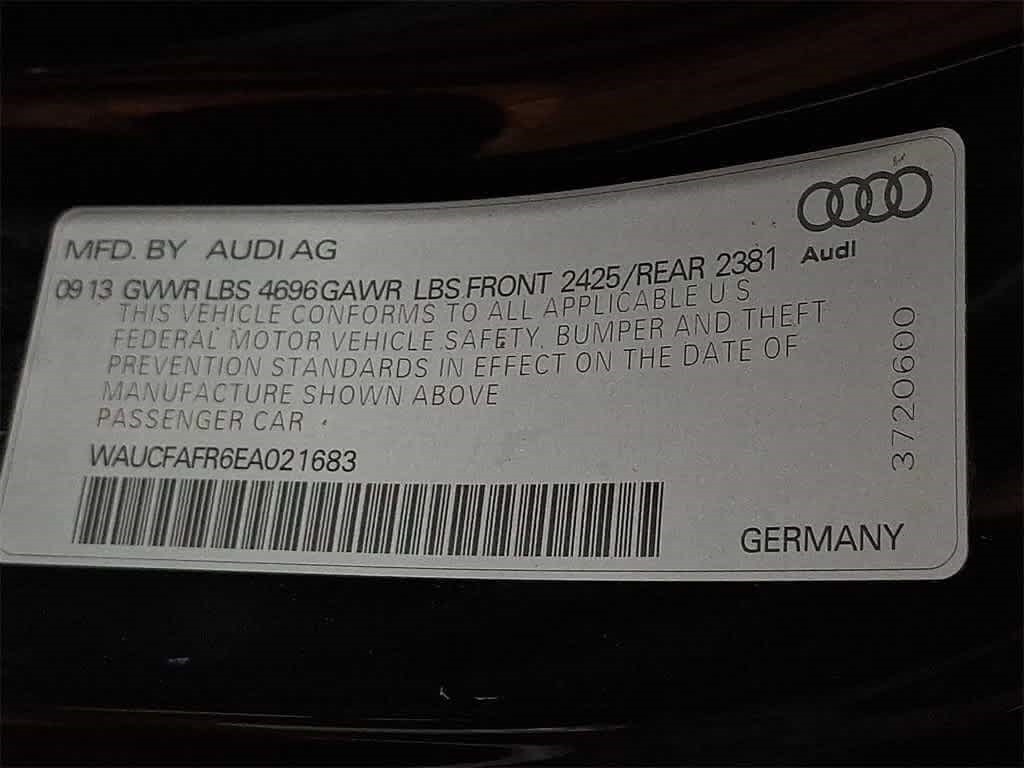 Audi
MFD. BY AUDI AG
09 13 GVWR LBS 4696 GAWR LBS FRONT 2425/REAR 2381
THIS VEHICLE CONFORMS TO ALL APPLICABLE U S
FEDERAL MOTOR VEHICLE SAFETY, BUMPER AND THEFT
PREVENTION STANDARDS IN EFFECT ON THE DATE OF
MANUFACTURE SHOWN ABOVE
PASSENGER CAR
WAUCFAFR6EA021683
GERMANY
3720600